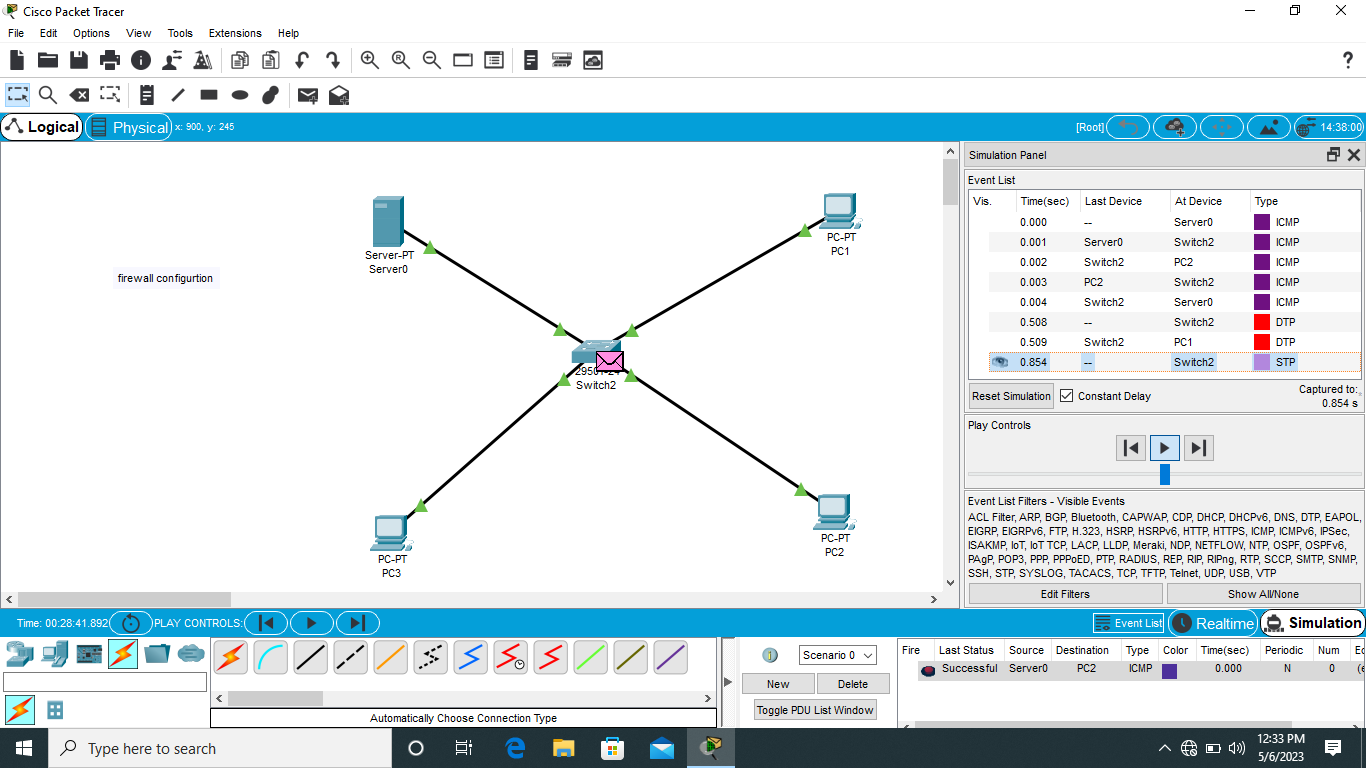 Cisco Packet Tracer
File Edit Options View Tools Extensions Help
?
Logical Physical x: 900, y: 245 [Root] 14:38:00
Simulation Panel
Event List
Vis. Time(sec) Last Device At Device Type
0.000 -- Server0 ICMP
0.001 Server0 Switch2 ICMP
0.002 Switch2 PC2 ICMP
0.003 PC2 Switch2 ICMP
0.004 Switch2 Server0 ICMP
0.508 -- Switch2 DTP
0.509 Switch2 PC1 DTP
0.854 -- Switch2 STP
Reset Simulation Constant Delay Captured to:
0.854 s
Play Controls
Event List Filters - Visible Events
ACL Filter, ARP, BGP, Bluetooth, CAPWAP, CDP, DHCP, DHCPv6, DNS, DTP, EAPOL,
EIGRP, EIGRPv6, FTP, H.323, HSRP, HSRPv6, HTTP, HTTPS, ICMP, ICMPv6, IPSec,
ISAKMP, IoT, IoT TCP, LACP, LLDP, Meraki, NDP, NETFLOW, NTP, OSPF, OSPFv6,
PAgP, POP3, PPP, PPPoED, PTP, RADIUS, REP, RIP, RIPng, RTP, SCCP, SMTP, SNMP,
SSH, STP, SYSLOG, TACACS, TCP, TFTP, Telnet, UDP, USB, VTP
Edit Filters Show All/None
Server-PT
Server0
PC-PT
PC1
firewall configurtion
Switch2
PC-PT
PC3
PC-PT
PC2
Time: 00:28:41.892 PLAY CONTROLS: Event List Realtime Simulation
Automatically Choose Connection Type
Scenario 0
New Delete
Toggle PDU List Window
Fire Last Status Source Destination Type Color Time(sec) Periodic Num
Successful Server0 PC2 ICMP 0.000 N 0
Type here to search
12:33 PM
5/6/2023